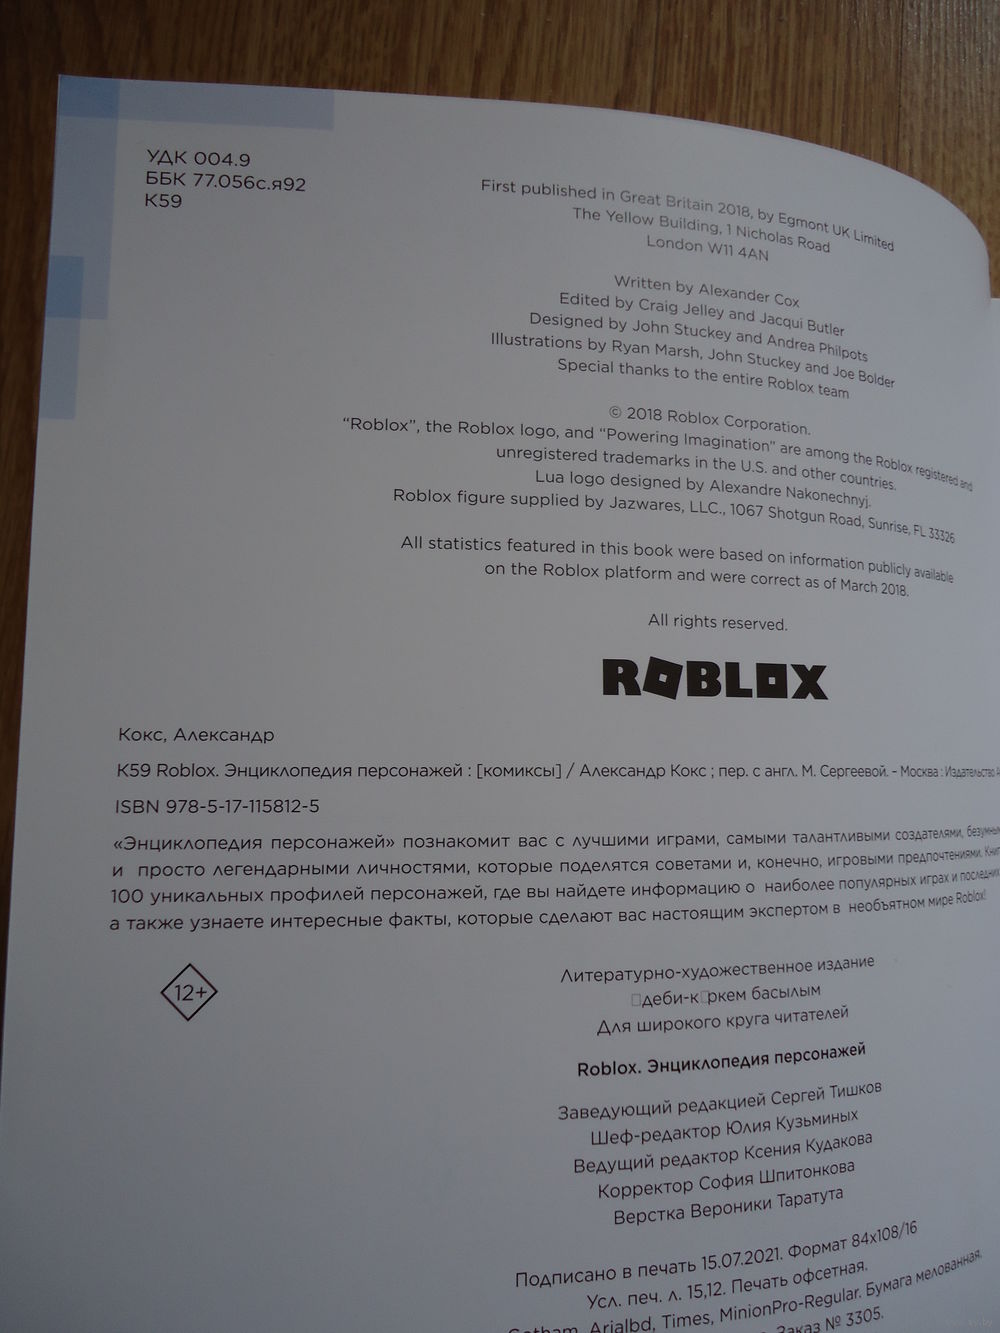 УДК 004.9
ББК 77.056с.я92
К59
First published in Great Britain 2018, by Egmont UK Limited
The Yellow Building, 1 Nicholas Road
London W11 4AN
Written by Alexander Cox
Edited by Craig Jelley and Jacqui Butler
Designed by John Stuckey and Andrea Philpots
Illustrations by Ryan Marsh, John Stuckey and Joe Bolder
Special thanks to the entire Roblox team
© 2018 Roblox Corporation.
“Roblox”, the Roblox logo, and “Powering Imagination” are among the Roblox registered and
unregistered trademarks in the U.S. and other countries.
Lua logo designed by Alexandre Nakonechnyj.
Roblox figure supplied by Jazwares, LLC., 1067 Shotgun Road, Sunrise, FL 33326
All statistics featured in this book were based on information publicly available
on the Roblox platform and were correct as of March 2018.
All rights reserved.
ROBLOX
Кокс, Александр
К59 Roblox. Энциклопедия персонажей : [комиксы] / Александр Кокс ; пер. с англ. М. Сергеевой. – Москва : Издательство
ISBN 978-5-17-115812-5
«Энциклопедия персонажей» познакомит вас с лучшими играми, самыми талантливыми создателями,
и просто легендарными личностями, которые поделятся советами и, конечно, игровыми предпочтениями.
100 уникальных профилей персонажей, где вы найдете информацию о наиболее популярных играх и последних
а также узнаете интересные факты, которые сделают вас настоящим экспертом в необъятном мире Roblox!
12+
Литературно-художественное издание
□деби-к□ркем басылым
Для широкого круга читателей
Roblox. Энциклопедия персонажей
Заведующий редакцией Сергей Тишков
Шеф-редактор Юлия Кузьминых
Ведущий редактор Ксения Кудакова
Корректор София Шпитонкова
Верстка Вероники Таратута
Подписано в печать 15.07.2021. Формат 84x108/16
Усл. печ. л. 15,12. Печать офсетная.
Gotham, Arialbd, Times, MinionPro-Regular. Бумага мелованная.
Заказ № 3305.